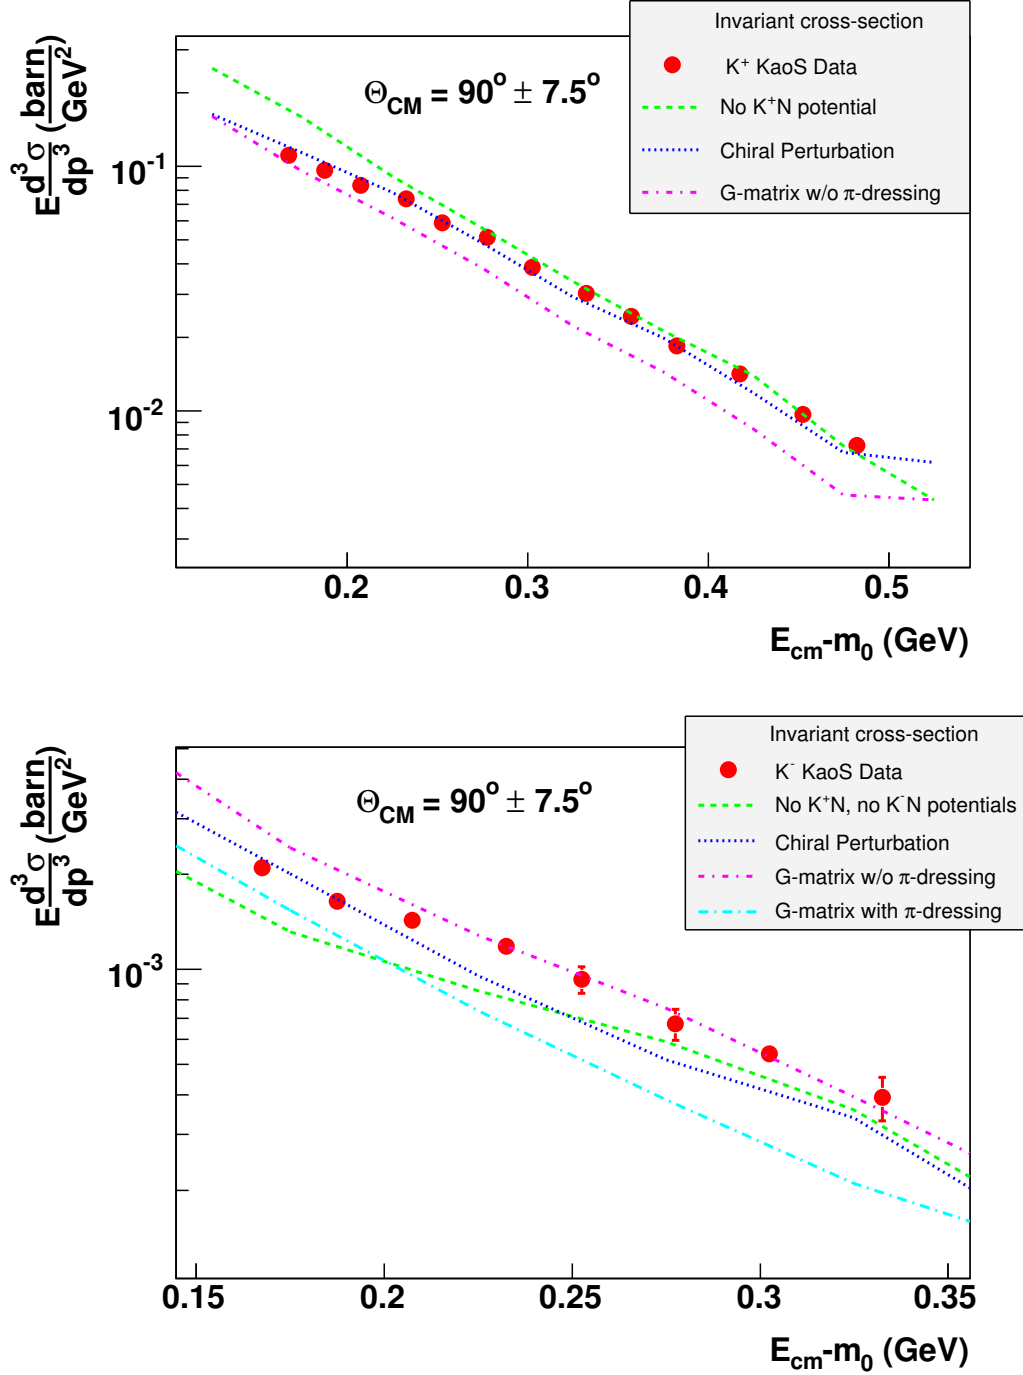 E d³σ/dp³ (barn/GeV²)
Θ_CM = 90° ± 7.5°
Invariant cross-section
K⁺ KaoS Data
No K⁺N potential
Chiral Perturbation
G-matrix w/o π-dressing
10⁻¹
10⁻²
0.2 0.3 0.4 0.5
E_cm-m_0 (GeV)
E d³σ/dp³ (barn/GeV²)
Θ_CM = 90° ± 7.5°
Invariant cross-section
K⁻ KaoS Data
No K⁺N, no K⁻N potentials
Chiral Perturbation
G-matrix w/o π-dressing
G-matrix with π-dressing
10⁻³
0.15 0.2 0.25 0.3 0.35
E_cm-m_0 (GeV)